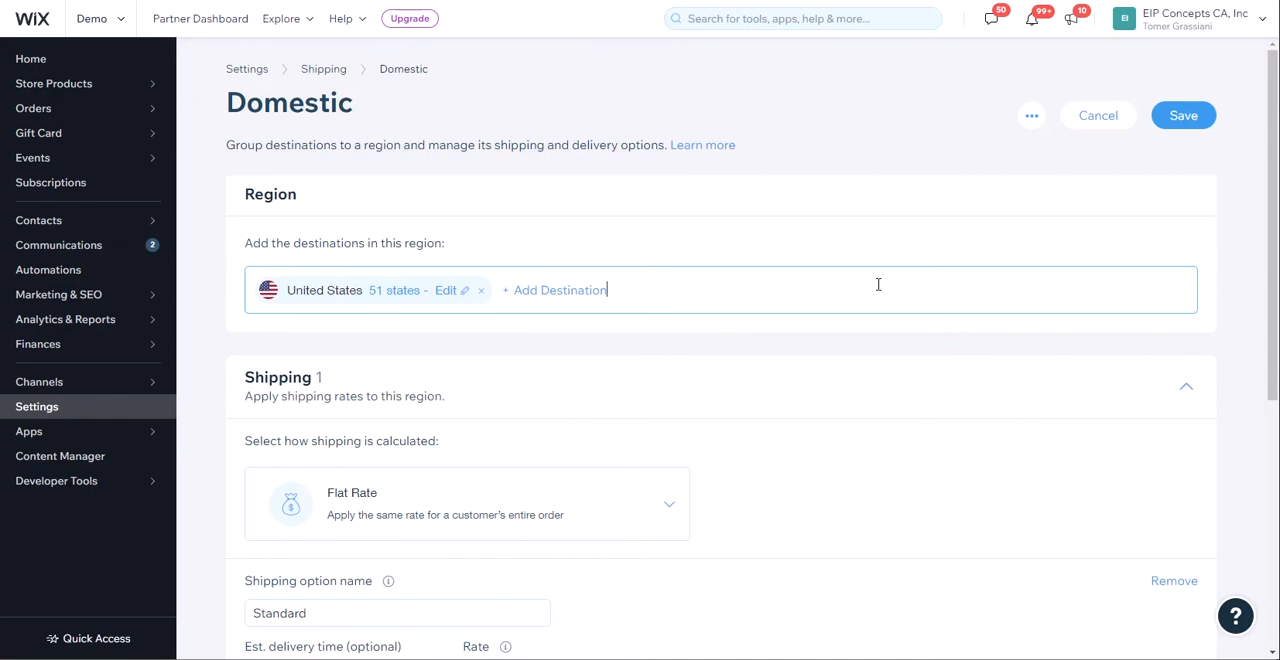 WiX Demo Partner Dashboard Explore Help Upgrade Search for tools, apps, help & more... 50 99+ 10 EI EIP Concepts CA, Inc
Tomer Grassiani
Home
Store Products
Orders
Gift Card
Events
Subscriptions
Contacts
Communications 2
Automations
Marketing & SEO
Analytics & Reports
Finances
Channels
Settings
Apps
Content Manager
Developer Tools
Quick Access
Settings Shipping Domestic
Domestic
... Cancel Save
Group destinations to a region and manage its shipping and delivery options. Learn more
Region
Add the destinations in this region:
United States 51 states - Edit × + Add Destination
Shipping 1
Apply shipping rates to this region.
Select how shipping is calculated:
$ Flat Rate
Apply the same rate for a customer's entire order
Shipping option name i Remove
Standard
Est. delivery time (optional) Rate i
?